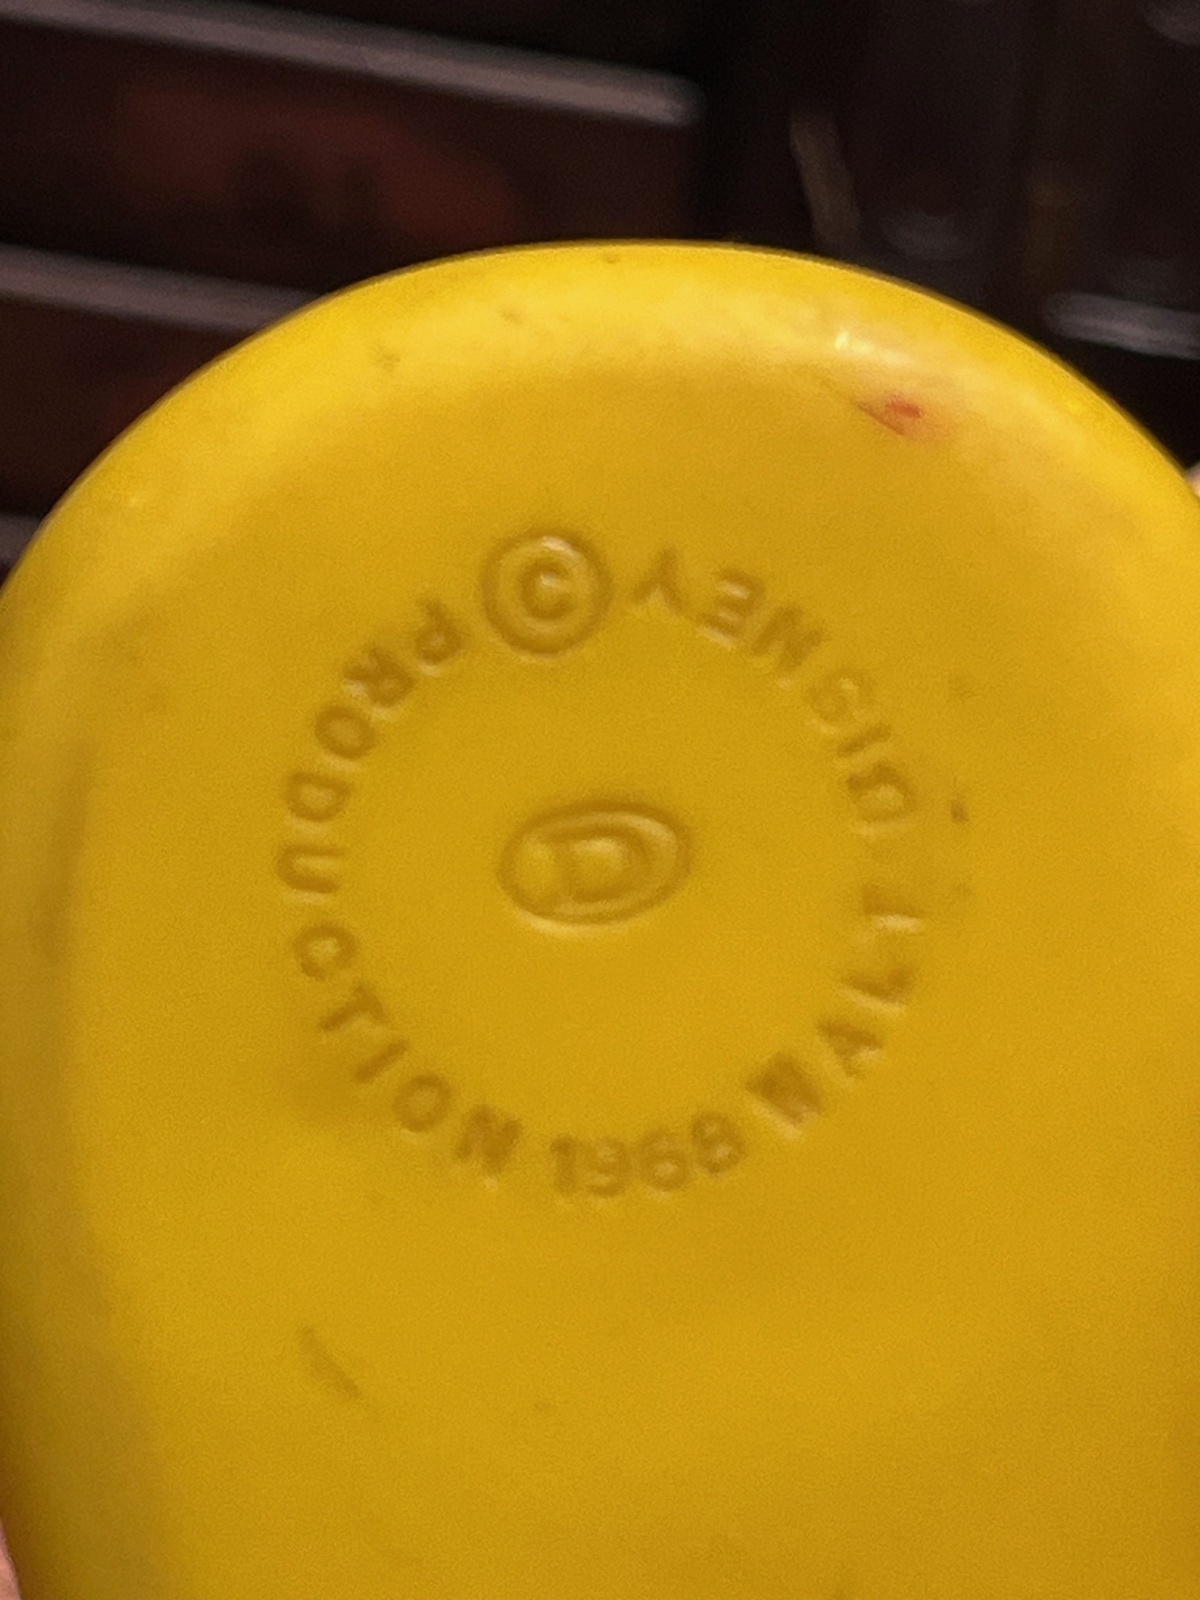 © WALT DISNEY PRODUCTION 1968
D